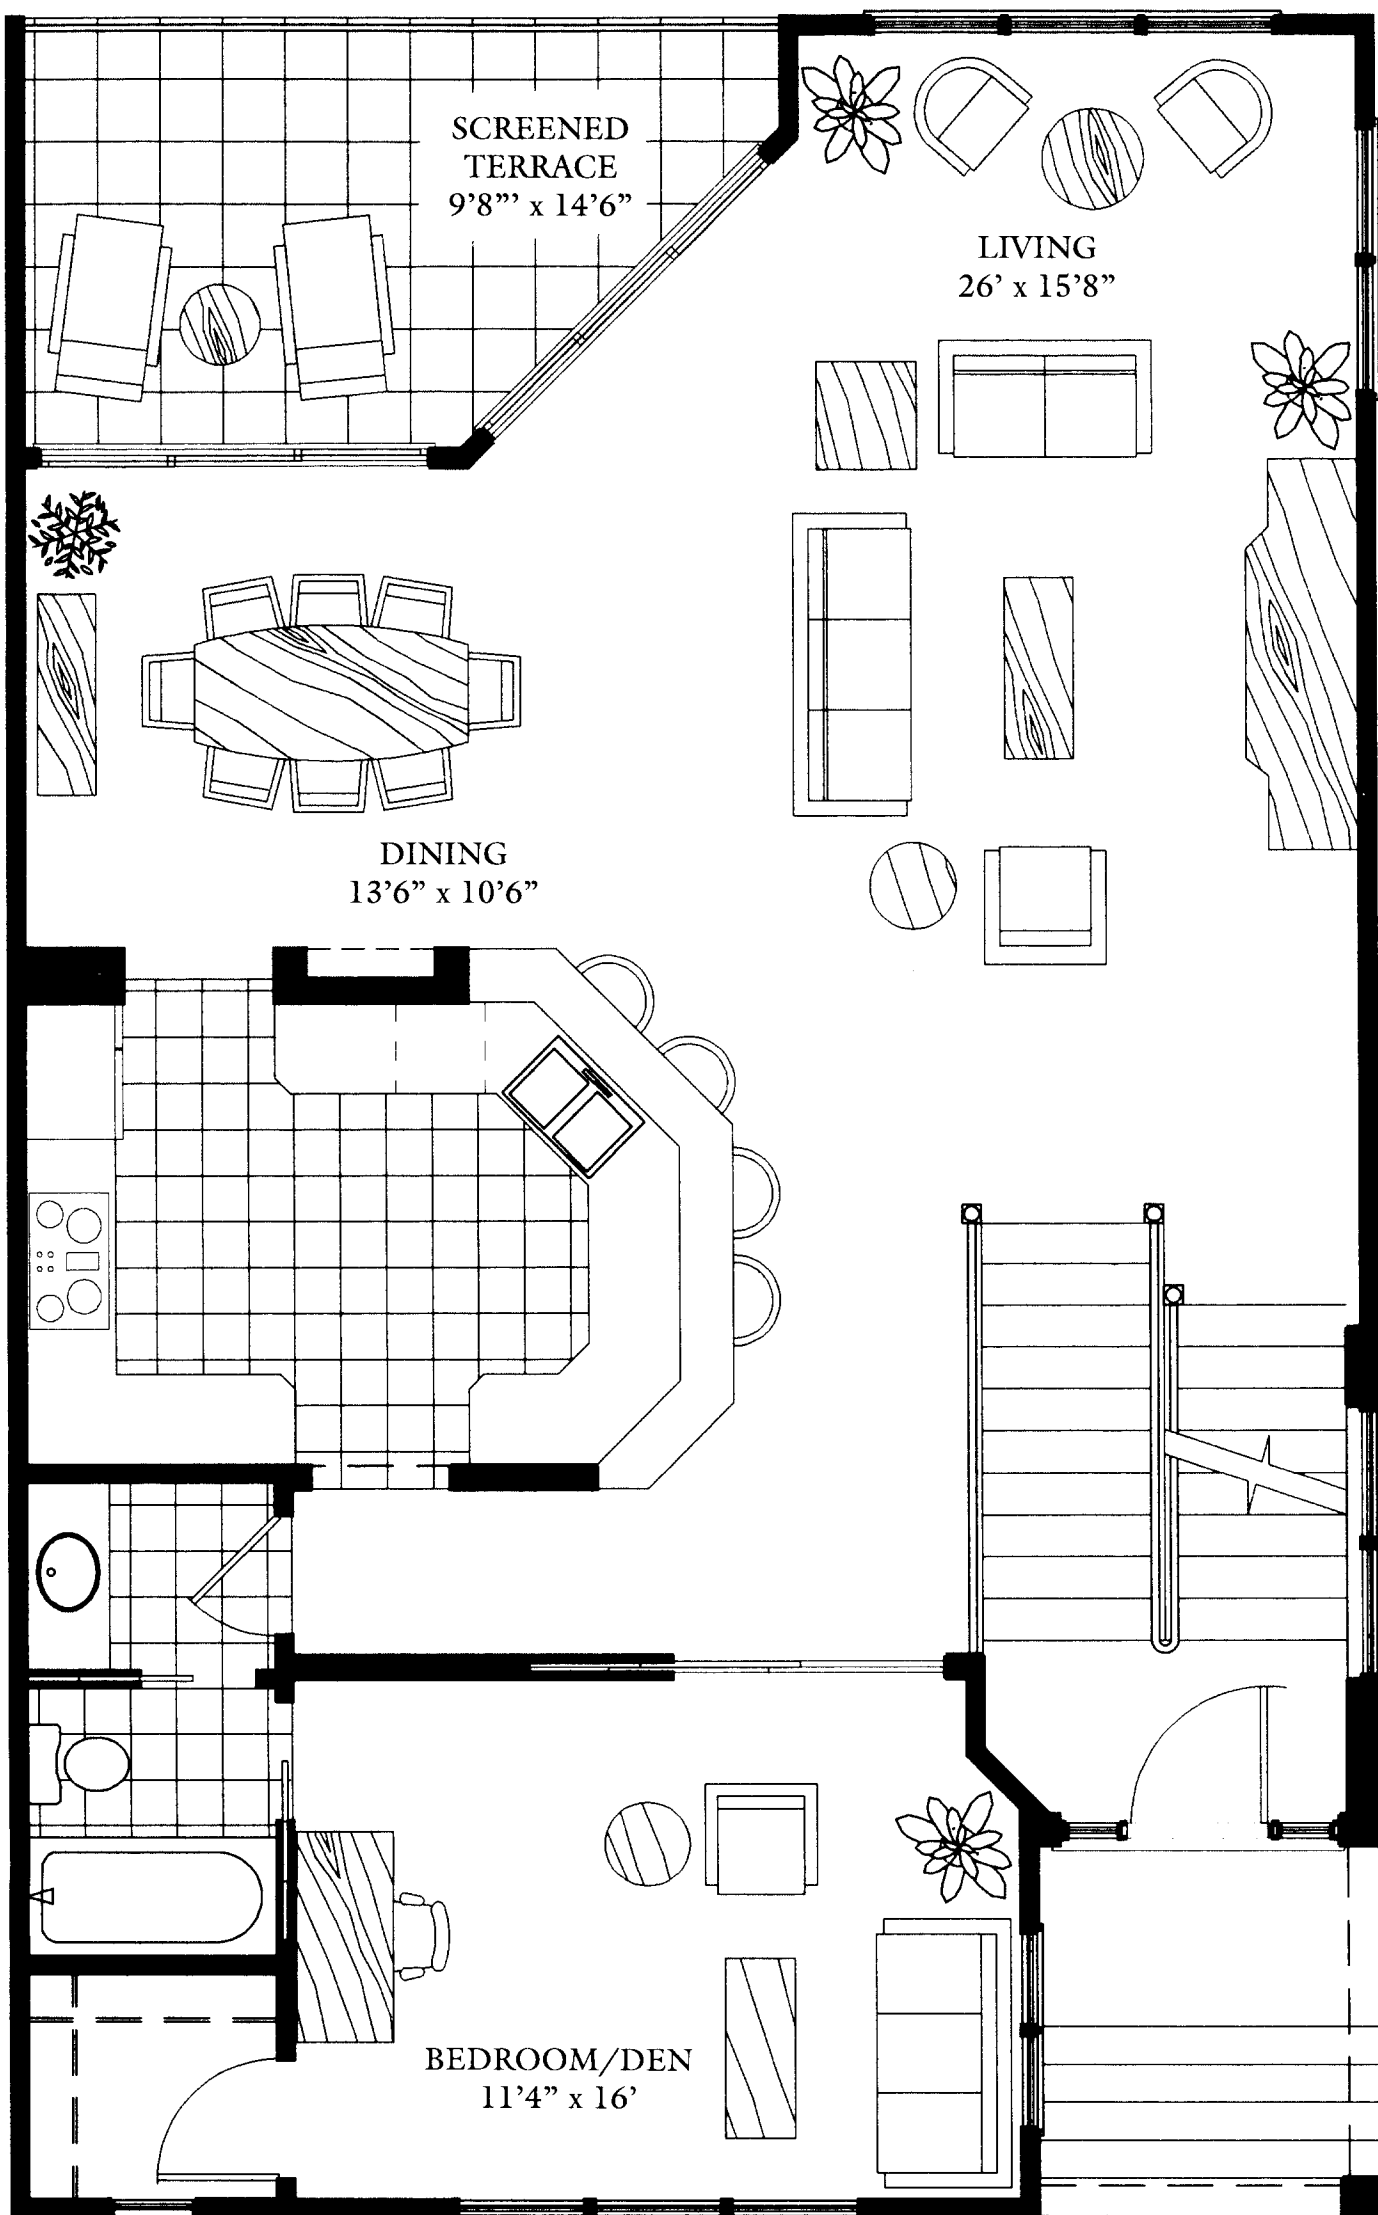 SCREENED
TERRACE
9'8”’ x 14’6”
LIVING
26’ x 15’8”
DINING
13’6” x 10’6”
BEDROOM/DEN
11’4” x 16’